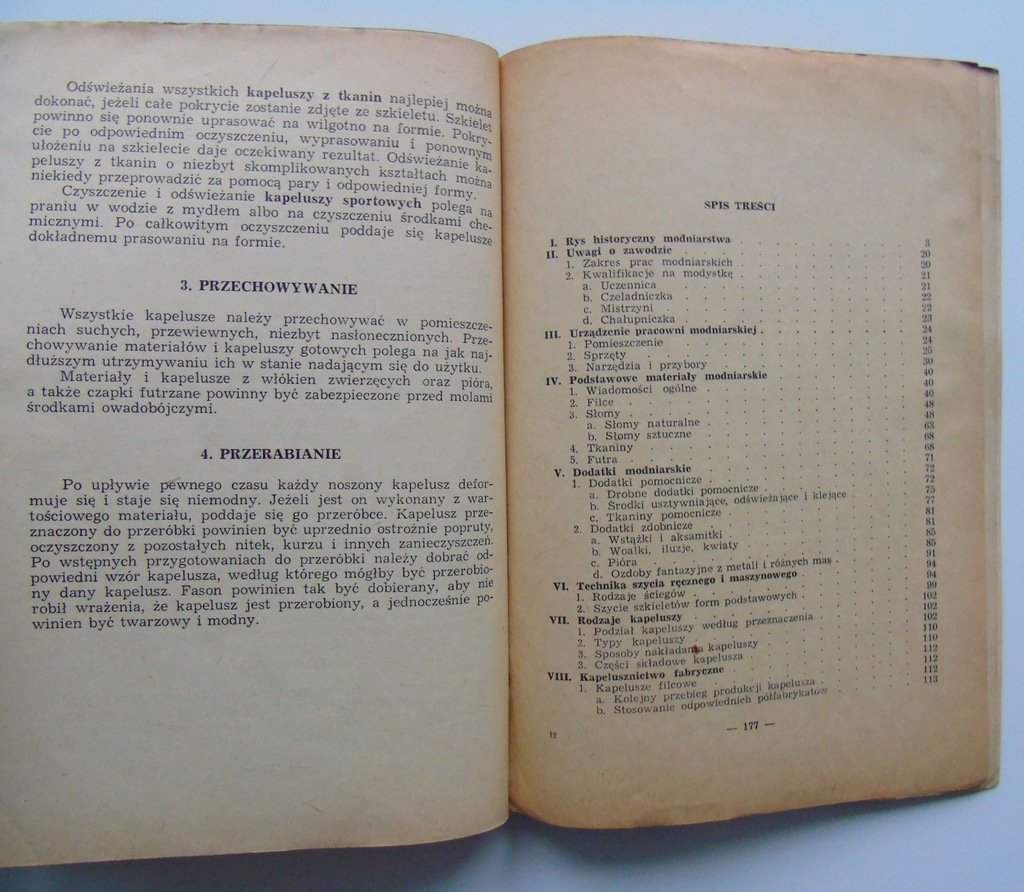 Odświeżania wszystkich kapeluszy z tkanin najlepiej można
dokonać, jeżeli całe pokrycie zostanie zdjęte ze szkieletu. Szkielet
powinno się ponownie uprasować na wilgotno na formie. Pokry-
cie po odpowiednim oczyszczeniu, wyprasowaniu i ponownym
ułożeniu na szkielecie daje oczekiwany rezultat. Odświeżanie ka-
peluszy z tkanin o niezbyt skomplikowanych kształtach można
niekiedy przeprowadzić za pomocą pary i odpowiedniej formy.
Czyszczenie i odświeżanie kapeluszy sportowych polega na
praniu w wodzie z mydłem albo na czyszczeniu środkami che-
micznymi. Po całkowitym oczyszczeniu poddaje się kapelusze
dokładnemu prasowaniu na formie.
3. PRZECHOWYWANIE
Wszystkie kapelusze należy przechowywać w pomieszcze-
niach suchych, przewiewnych, niezbyt nasłonecznionych. Prze-
chowywanie materiałów i kapeluszy gotowych polega na jak naj-
dłuższym utrzymywaniu ich w stanie nadającym się do użytku.
Materiały i kapelusze z włókien zwierzęcych oraz pióra,
a także czapki futrzane powinny być zabezpieczone przed molami
środkami owadobójczymi.
4. PRZERABIANIE
Po upływie pewnego czasu każdy noszony kapelusz defor-
muje się i staje się niemodny. Jeżeli jest on wykonany z war-
tościowego materiału, poddaje się go przeróbce. Kapelusz prze-
znaczony do przeróbki powinien być uprzednio ostrożnie popruty,
oczyszczony z pozostałych nitek, kurzu i innych zanieczyszczeń.
Po wstępnych przygotowaniach do przeróbki należy dobrać od-
powiedni wzór kapelusza, według którego mógłby być przerobio-
ny dany kapelusz. Fason powinien tak być dobierany, aby nie
robił wrażenia, że kapelusz jest przerobiony, a jednocześnie po-
winien być twarzowy i modny.
SPIS TREŚCI
I. Rys historyczny modniarstwa . . . . . 3
II. Uwagi o zawodzie . . . . . 20
1. Zakres prac modniarskich . . . . . 20
2. Kwalifikacje na modystkę . . . . . 21
a. Uczennica . . . . . 21
b. Czeladniczka . . . . . 22
c. Mistrzyni . . . . . 22
d. Chałupniczka . . . . . 23
III. Urządzenie pracowni modniarskiej . . . . . 24
1. Pomieszczenie . . . . . 24
2. Sprzęty . . . . . 25
3. Narzędzia i przybory . . . . . 30
IV. Podstawowe materiały modniarskie . . . . . 40
1. Wiadomości ogólne . . . . . 40
2. Filce . . . . . 40
3. Słomy . . . . . 48
a. Słomy naturalne . . . . . 48
b. Słomy sztuczne . . . . . 63
4. Tkaniny . . . . . 68
5. Futra . . . . . 68
V. Dodatki modniarskie . . . . . 71
1. Dodatki pomocnicze . . . . . 72
a. Drobne dodatki pomocnicze . . . . . 72
b. Środki usztywniające, odświeżające i klejące . . . . . 75
c. Tkaniny pomocnicze . . . . . 77
2. Dodatki zdobnicze . . . . . 81
a. Wstążki i aksamitki . . . . . 81
b. Woalki, iluzje, kwiaty . . . . . 85
c. Pióra . . . . . 85
d. Ozdoby fantazyjne z metali i różnych mas . . . . . 91
VI. Technika szycia ręcznego i maszynowego . . . . . 94
1. Rodzaje ściegów . . . . . 94
2. Szycie szkieletów form podstawowych . . . . . 99
VII. Rodzaje kapeluszy . . . . . 102
1. Podział kapeluszy według przeznaczenia . . . . . 102
2. Typy kapeluszy . . . . . 102
3. Sposoby nakładania kapeluszy . . . . . 110
3. Części składowe kapelusza . . . . . 110
VIII. Kapelusznictwo fabryczne . . . . . 112
1. Kapelusze filcowe . . . . . 112
a. Kolejny przebieg produkcji kapelusza . . . . . 112
b. Stosowanie odpowiednich półfabrykatów . . . . . 113
12
— 177 —